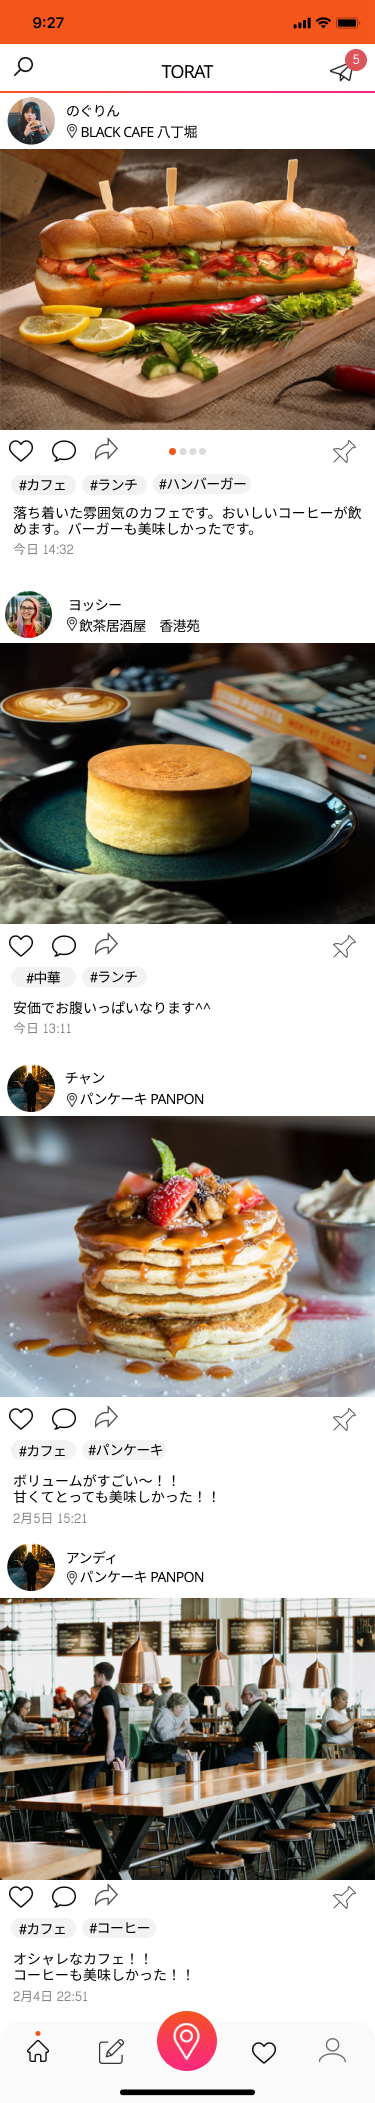 9:27
TORAT
5
のぐりん
BLACK CAFE 八丁堀
#カフェ #ランチ #ハンバーガー
落ち着いた雰囲気のカフェです。おいしいコーヒーが飲
めます。バーガーも美味しかったです。
今日 14:32
ヨッシー
飲茶居酒屋　香港苑
#中華 #ランチ
安価でお腹いっぱいなります^^
今日 13:11
チャン
パンケーキ PANPON
#カフェ #パンケーキ
ボリュームがすごい〜！！
甘くてとっても美味しかった！！
2月5日 15:21
アンディ
パンケーキ PANPON
#カフェ #コーヒー
オシャレなカフェ！！
コーヒーも美味しかった！！
2月4日 22:51